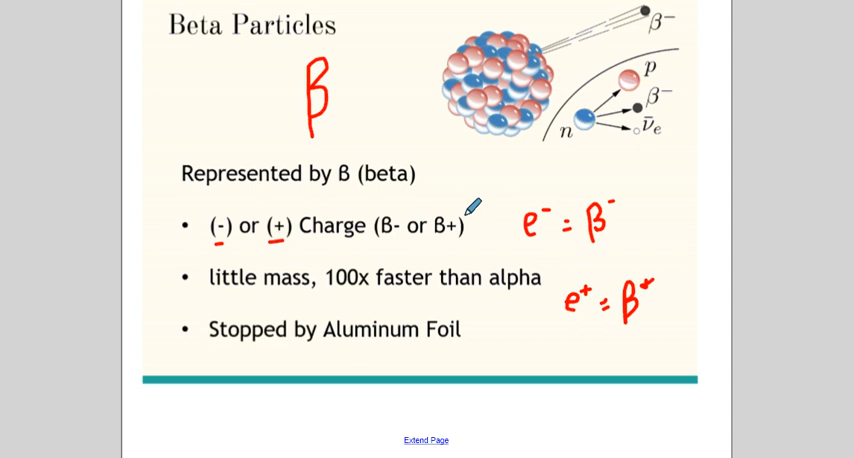 Beta Particles
β
β−
p
β−
n
ν̄e
Represented by β (beta)
• (-) or (+) Charge (β- or β+)
e⁻ = β⁻
• little mass, 100x faster than alpha
e⁺ = β⁺
• Stopped by Aluminum Foil
Extend Page